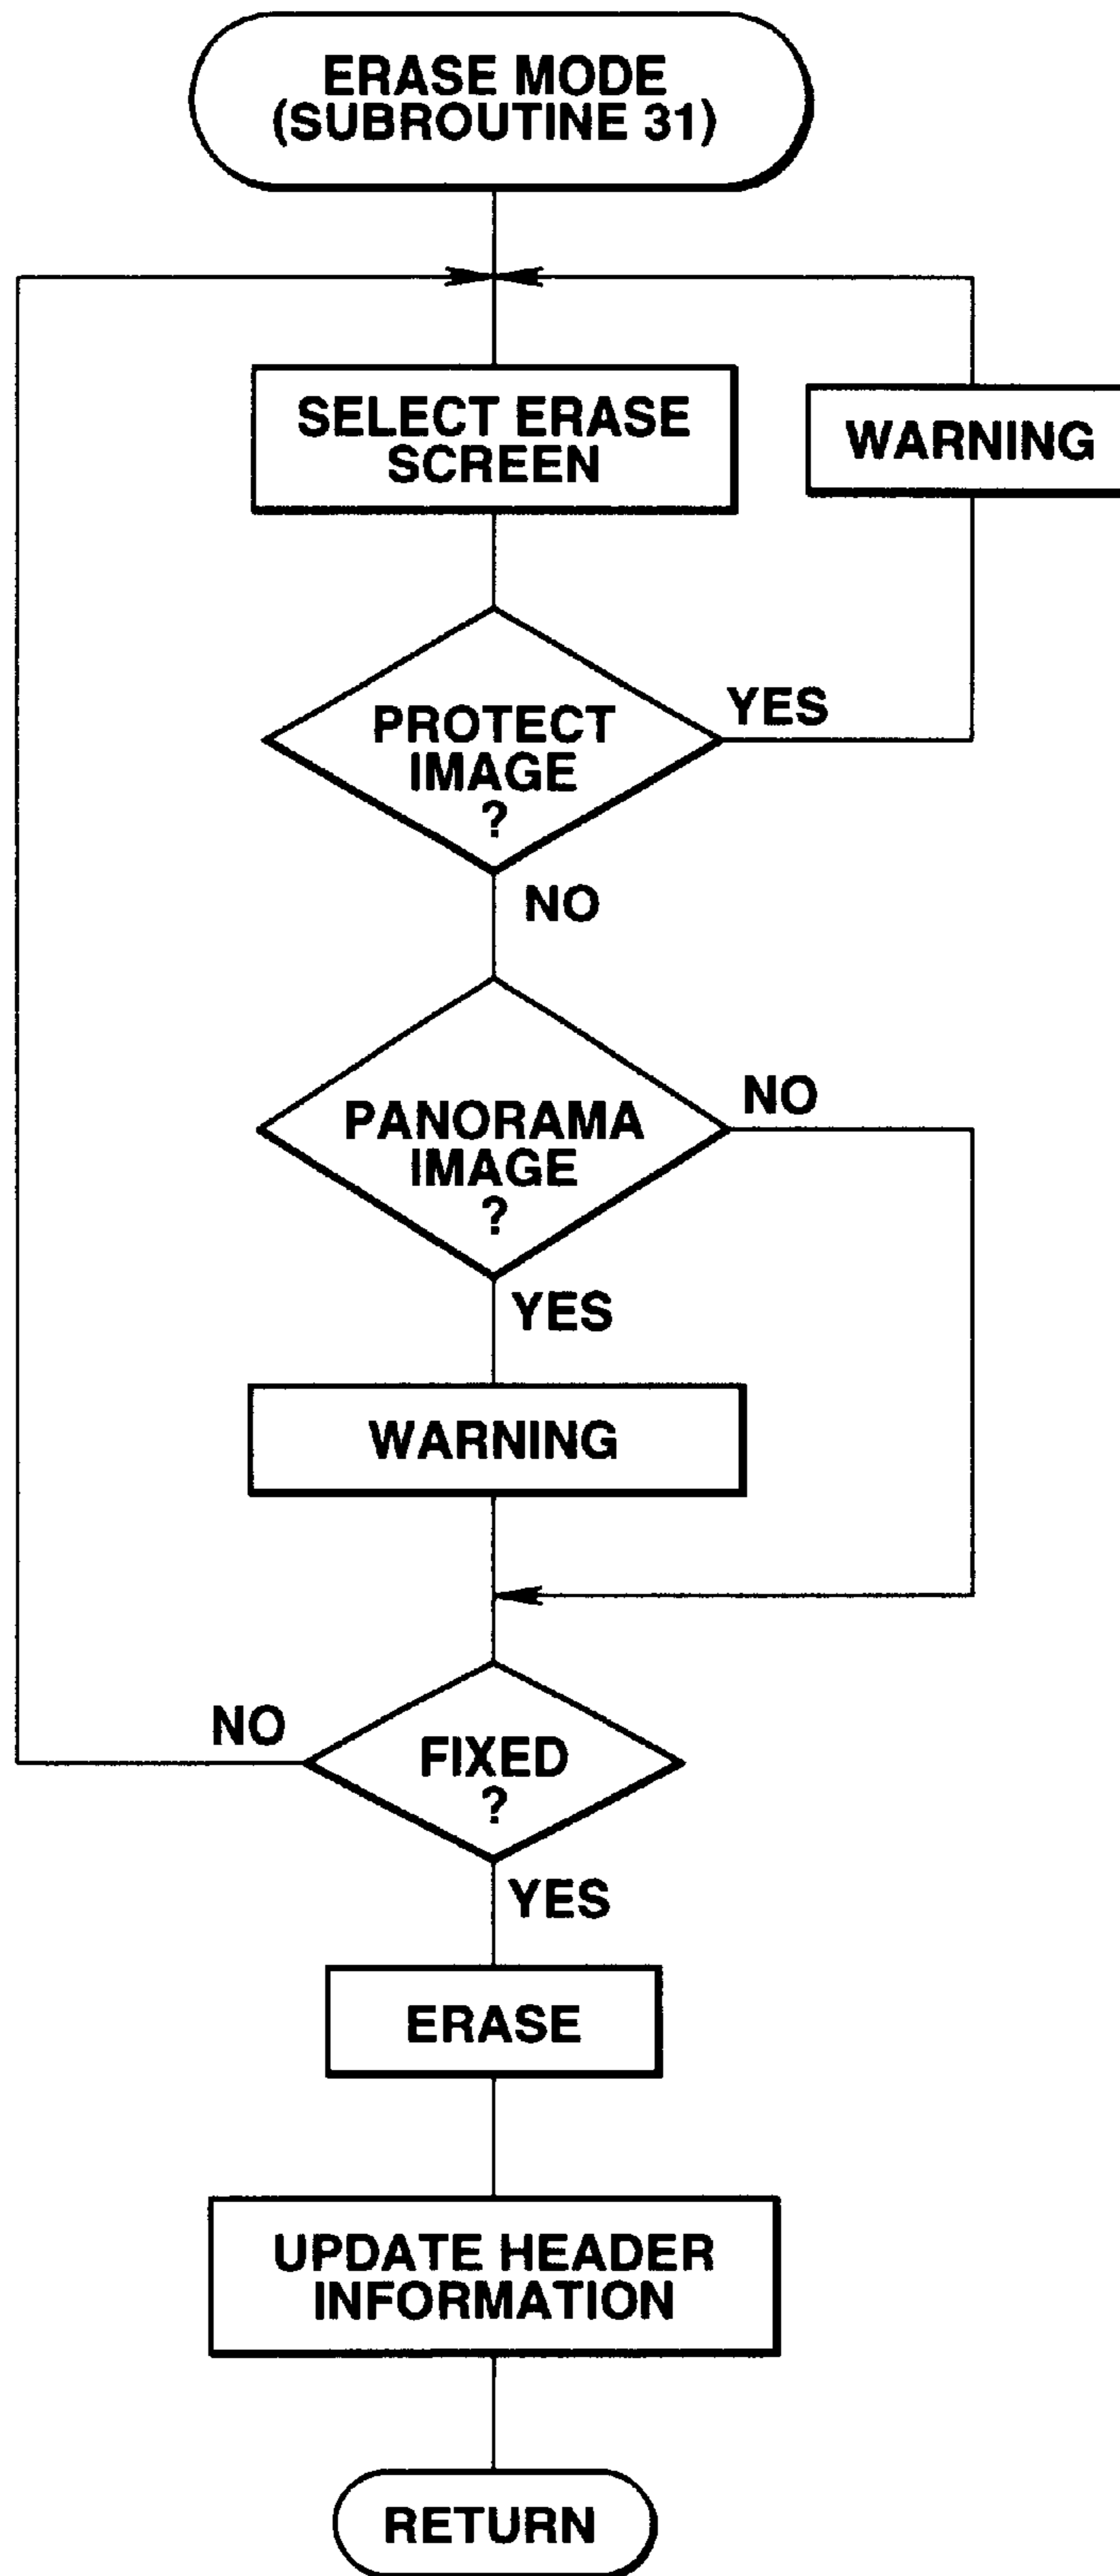 ERASE MODE
(SUBROUTINE 31)
SELECT ERASE
SCREEN
WARNING
PROTECT
IMAGE
?
YES
NO
PANORAMA
IMAGE
?
NO
YES
WARNING
FIXED
?
NO
YES
ERASE
UPDATE HEADER
INFORMATION
RETURN